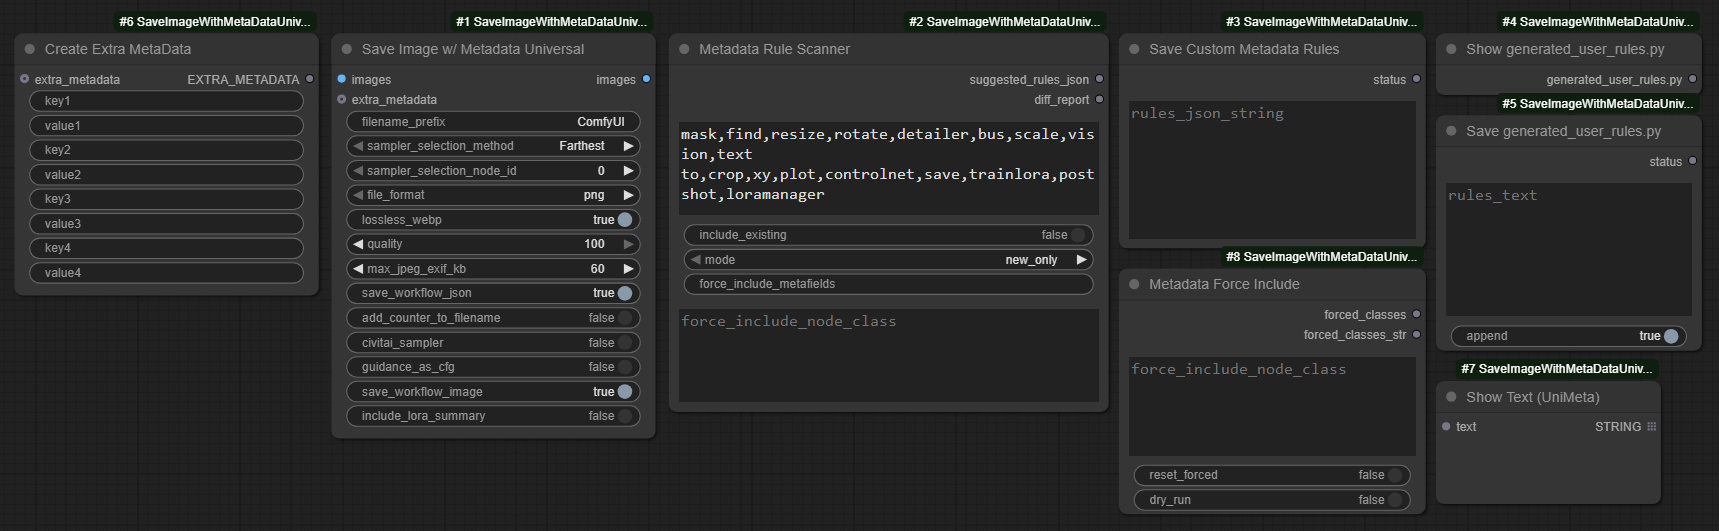 #6 SaveImageWithMetaDataUniv...
Create Extra MetaData
extra_metadata
EXTRA_METADATA
key1
value1
key2
value2
key3
value3
key4
value4
#1 SaveImageWithMetaDataUniv...
Save Image w/ Metadata Universal
images
images
extra_metadata
filename_prefix ComfyUI
sampler_selection_method Farthest
sampler_selection_node_id 0
file_format png
lossless_webp true
quality 100
max_jpeg_exif_kb 60
save_workflow_json true
add_counter_to_filename false
civitai_sampler false
guidance_as_cfg false
save_workflow_image true
include_lora_summary false
#2 SaveImageWithMetaDataUniv...
Metadata Rule Scanner
suggested_rules_json
diff_report
mask,find,resize,rotate,detailer,bus,scale,vis
ion,text
to,crop,xy,plot,controlnet,save,trainlora,post
shot,loramanager
include_existing false
mode new_only
force_include_metafields
force_include_node_class
#3 SaveImageWithMetaDataUniv...
Save Custom Metadata Rules
status
rules_json_string
#8 SaveImageWithMetaDataUniv...
Metadata Force Include
forced_classes
forced_classes_str
force_include_node_class
reset_forced false
dry_run false
#4 SaveImageWithMetaDataUniv...
Show generated_user_rules.py
generated_user_rules.py
#5 SaveImageWithMetaDataUniv...
Save generated_user_rules.py
status
rules_text
append true
#7 SaveImageWithMetaDataUniv...
Show Text (UniMeta)
text
STRING